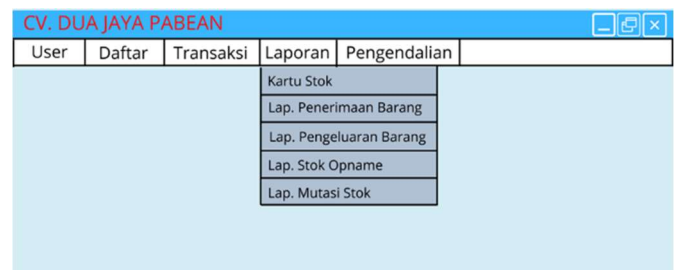 CV. DUA JAYA PABEAN
User Daftar Transaksi Laporan Pengendalian
Kartu Stok
Lap. Penerimaan Barang
Lap. Pengeluaran Barang
Lap. Stok Opname
Lap. Mutasi Stok